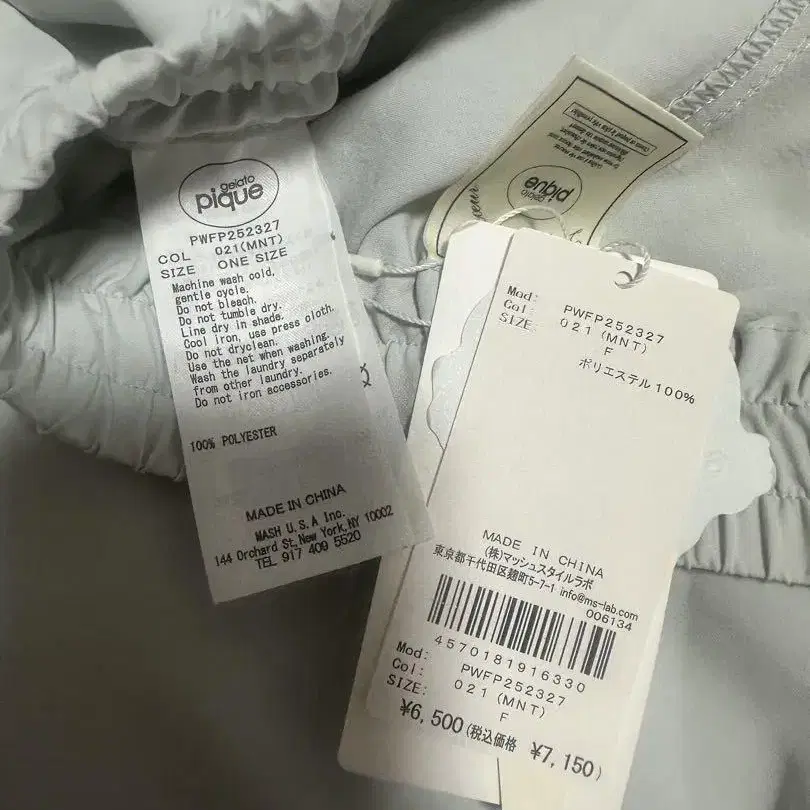 gelato
pique
PWFP252327
COL 021(MNT)
SIZE ONE SIZE
Machine wash cold,
gentle cycle.
Do not bleach.
Do not tumble dry.
Line dry in shade.
Cool iron, use press cloth.
Do not dryclean.
Use the net when washing.
Wash the laundry separately
from other laundry.
Do not iron accessories.
100% POLYESTER
MADE IN CHINA
MASH U.S.A Inc.
144 Orchard St, New York, NY 10002
TEL 917 409 5520
gelato
pique
Mod: PWFP252327
Col: 021(MNT)
SIZE: F
ポリエステル100%
MADE IN CHINA
(株)マッシュスタイルラボ
東京都千代田区麹町5-7-1 info@ms-lab.com
006134
4570181916330
Mod: PWFP252327
Col: 021(MNT)
SIZE: F
¥6,500(税込価格 ¥7,150)